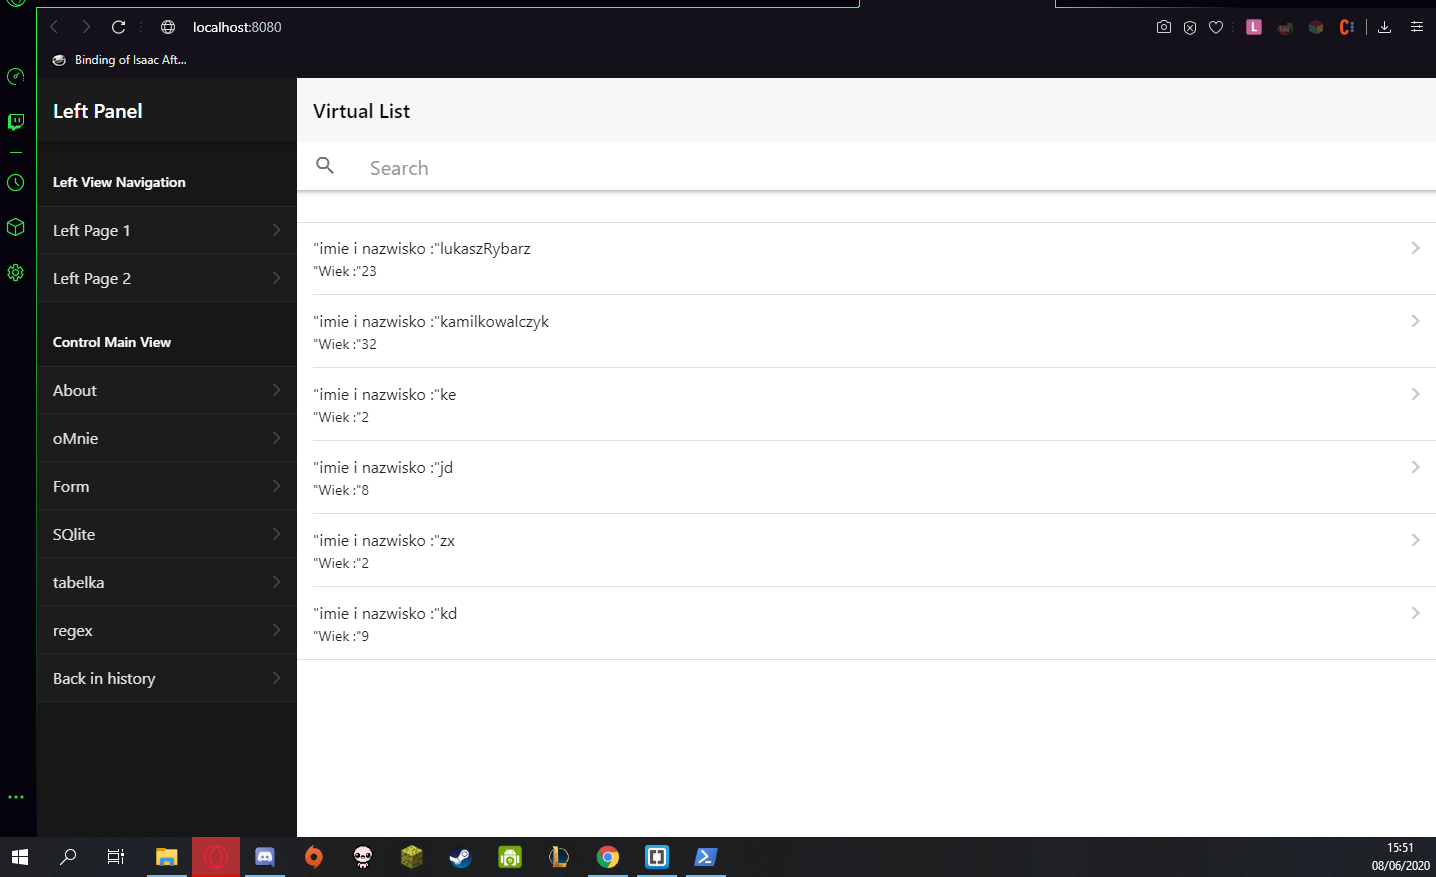 localhost:8080
Binding of Isaac Aft...
Left Panel
Left View Navigation
Left Page 1
Left Page 2
Control Main View
About
oMnie
Form
SQlite
tabelka
regex
Back in history
Virtual List
Search
"imie i nazwisko :"lukaszRybarz
"Wiek :"23
"imie i nazwisko :"kamilkowalczyk
"Wiek :"32
"imie i nazwisko :"ke
"Wiek :"2
"imie i nazwisko :"jd
"Wiek :"8
"imie i nazwisko :"zx
"Wiek :"2
"imie i nazwisko :"kd
"Wiek :"9
15:51
08/06/2020